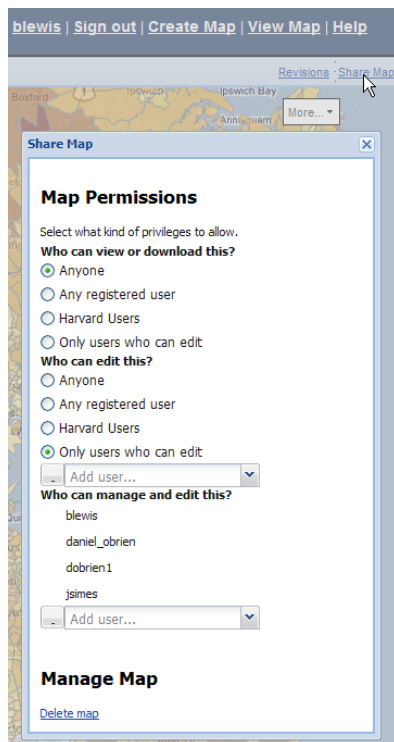 blewis | Sign out | Create Map | View Map | Help
Revisions Share Map
Boxford Ipswich Ipswich Bay
Annisquam
More...
Share Map
Map Permissions
Select what kind of privileges to allow.
Who can view or download this?
Anyone
Any registered user
Harvard Users
Only users who can edit
Who can edit this?
Anyone
Any registered user
Harvard Users
Only users who can edit
Add user...
Who can manage and edit this?
blewis
daniel_obrien
dobrien1
jsimes
Add user...
Manage Map
Delete map